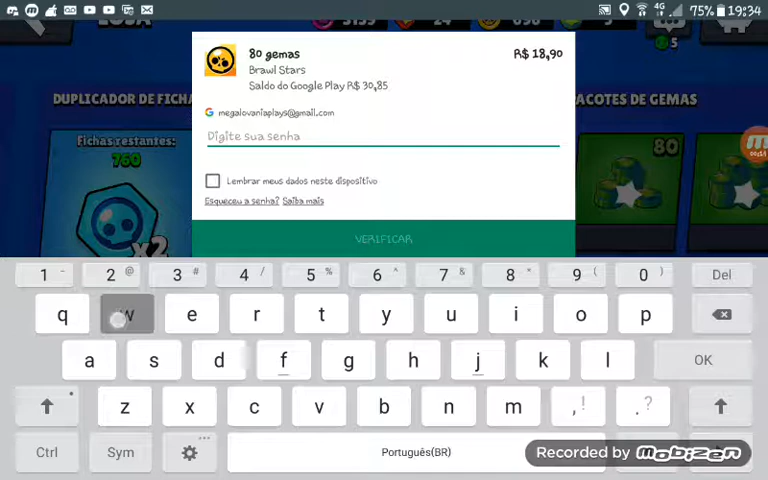 75% 19:34
LOJA
80 gemas R$ 18,90
Brawl Stars
Saldo do Google Play R$ 30,85
G megalovaniaplays@gmail.com
Digite sua senha
Lembrar meus dados neste dispositivo
Esqueceu a senha? Saiba mais
VERIFICAR
5
DUPLICADOR DE FICHA
Fichas restantes:
760
x2
ACOTES DE GEMAS
80
1 - 2 @ 3 # 4 / 5 % 6 ^ 7 & 8 * 9 ( 0 ) Del
q w e r t y u i o p
a s d f g h j k l OK
z x c v b n m ,! .?
Ctrl Sym Português(BR)
Recorded by mobizen